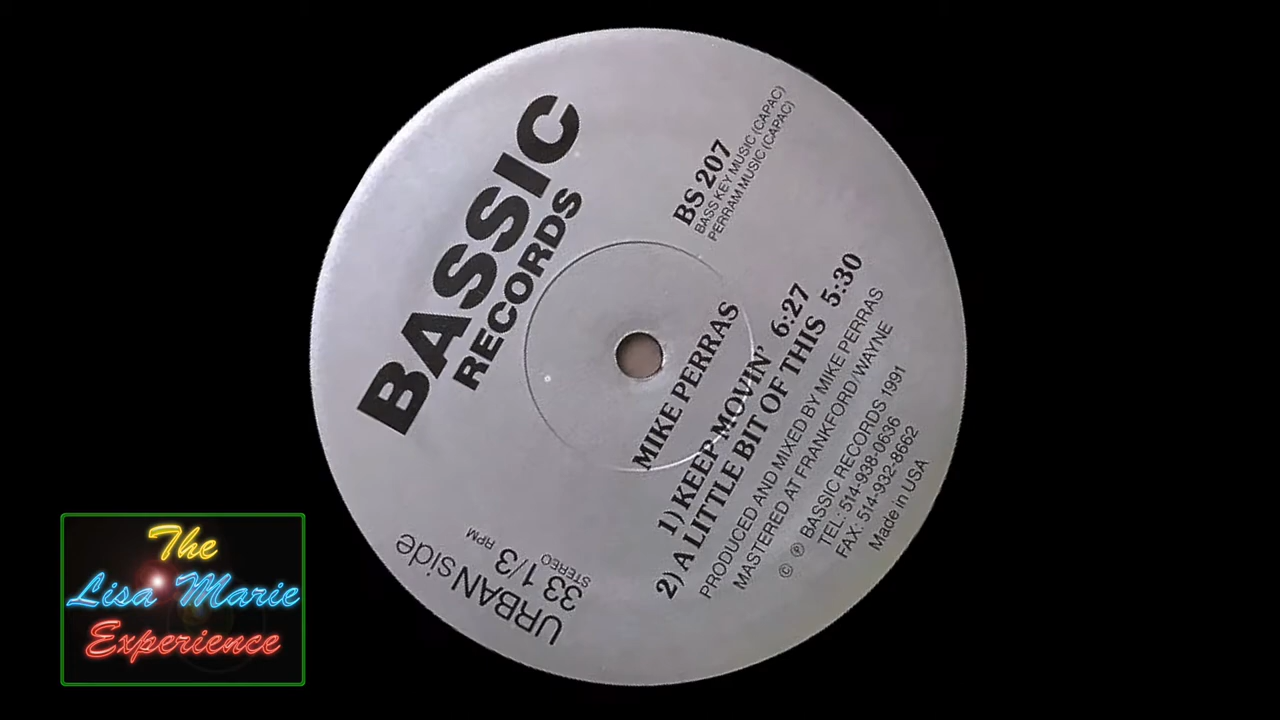 BASSIC
RECORDS
BS 207
BASS KEY MUSIC (CAPAC)
PERRAM MUSIC (CAPAC)
MIKE PERRAS
1) KEEP MOVIN' 6:27
2) A LITTLE BIT OF THIS 5:30
PRODUCED AND MIXED BY MIKE PERRAS
MASTERED AT FRANKFORD/WAYNE
© ℗ BASSIC RECORDS 1991
TEL. 514-938-0636
FAX. 514-932-8662
Made in USA
URBAN side
33 1/3 RPM
STEREO
The
Lisa Marie
Experience